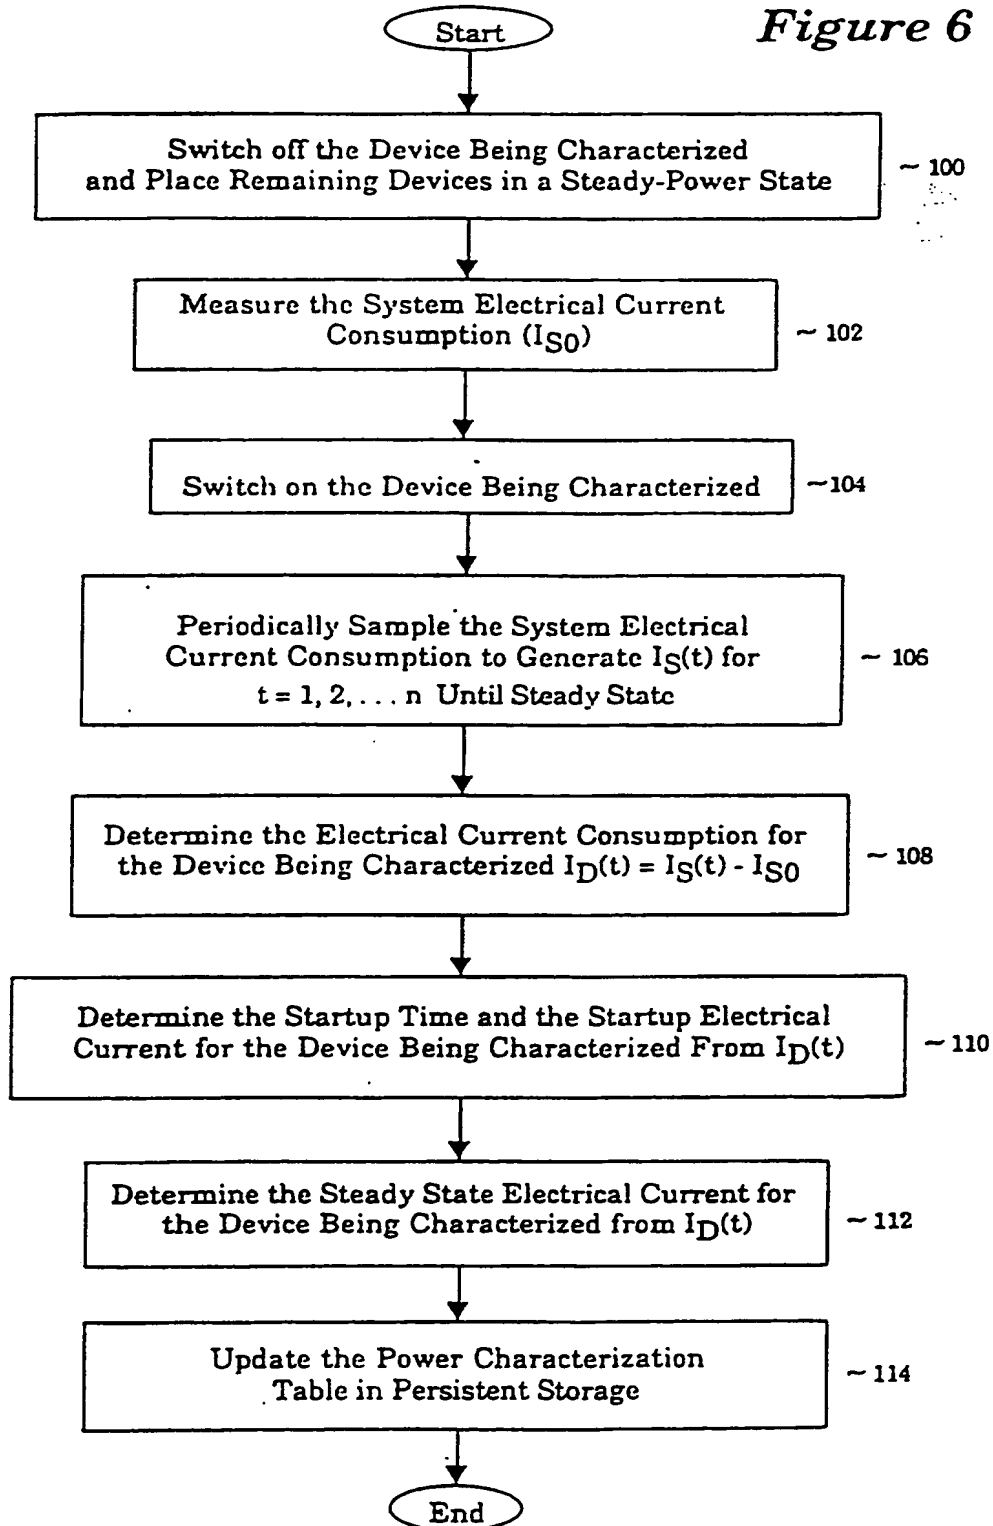 Figure 6
Start
Switch off the Device Being Characterized
and Place Remaining Devices in a Steady-Power State
~ 100
Measure the System Electrical Current
Consumption (IS0)
~ 102
Switch on the Device Being Characterized
~104
Periodically Sample the System Electrical
Current Consumption to Generate IS(t) for
t = 1, 2, . . . n Until Steady State
~ 106
Determine the Electrical Current Consumption for
the Device Being Characterized ID(t) = IS(t) - IS0
~ 108
Determine the Startup Time and the Startup Electrical
Current for the Device Being Characterized From ID(t)
~ 110
Determine the Steady State Electrical Current for
the Device Being Characterized from ID(t)
~ 112
Update the Power Characterization
Table in Persistent Storage
~ 114
End